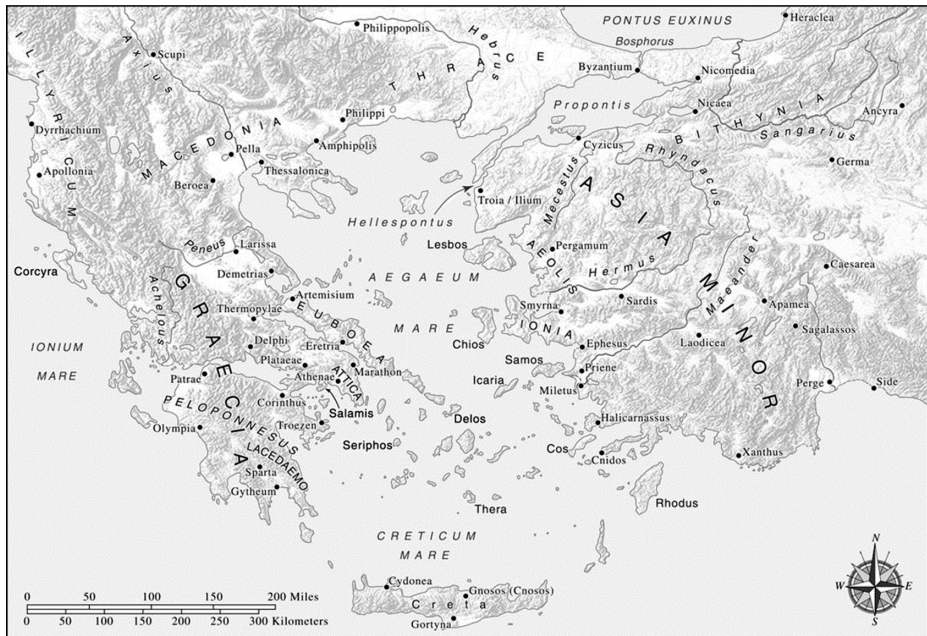 PONTUS EUXINUS
Heraclea
Philippopolis
Hebrus
Bosphorus
ILLYRICUM
Axius
Scupi
THRACE
Byzantium
Nicomedia
Propontis
Nicaea
BITHYNIA
Ancyra
Dyrrhachium
MACEDONIA
Philippi
Amphipolis
Cyzicus
Sangarius
Pella
Thessalonica
Rhyndacus
Germa
Apollonia
Beroea
Troia / Ilium
Mecestus
ASIA MINOR
Hellespontus
Peneus
Larissa
Lesbos
Pergamum
AEOLIS
Hermus
Maeander
Corcyra
Demetrias
AEGAEUM
MARE
Caesarea
Achelous
GRAECIA
Artemisium
Thermopylae
EUBOEA
Smyrna
Sardis
Apamea
IONIA
Sagalassos
IONIUM
MARE
Delphi
Eretria
Chios
Ephesus
Laodicea
Plataeae
Marathon
Samos
Patrae
Athenae
ATTICA
Icaria
Priene
Miletus
Perge
Side
PELOPONNESUS
Corinthus
Salamis
Olympia
Troezen
Delos
Halicarnassus
Seriphos
LACEDAEMO
Cos
Cnidos
Xanthus
Sparta
Gytheum
Thera
Rhodus
CRETICUM
MARE
N
W
E
S
Cydonea
Gnosos (Cnosos)
Creta
Gortyna
0 50 100 150 200 Miles
0 50 100 150 200 250 300 Kilometers